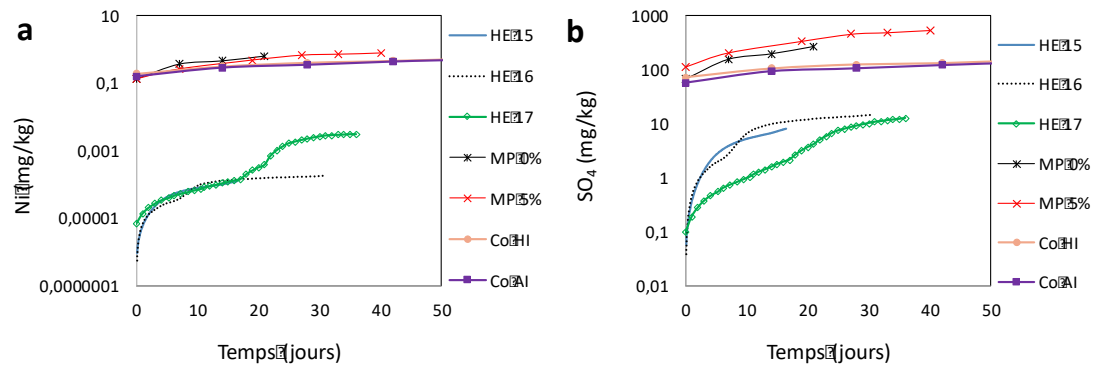 a
10
0,1
0,001
0,00001
0,0000001
Ni (mg/kg)
0 10 20 30 40 50
Temps (jours)
HE 15
HE 16
HE 17
MP 0%
MP 5%
Co HI
Co AI
b
1000
100
10
1
0,1
0,01
SO₄ (mg/kg)
0 10 20 30 40 50
Temps (jours)
HE 15
HE 16
HE 17
MP 0%
MP 5%
Co HI
Co AI